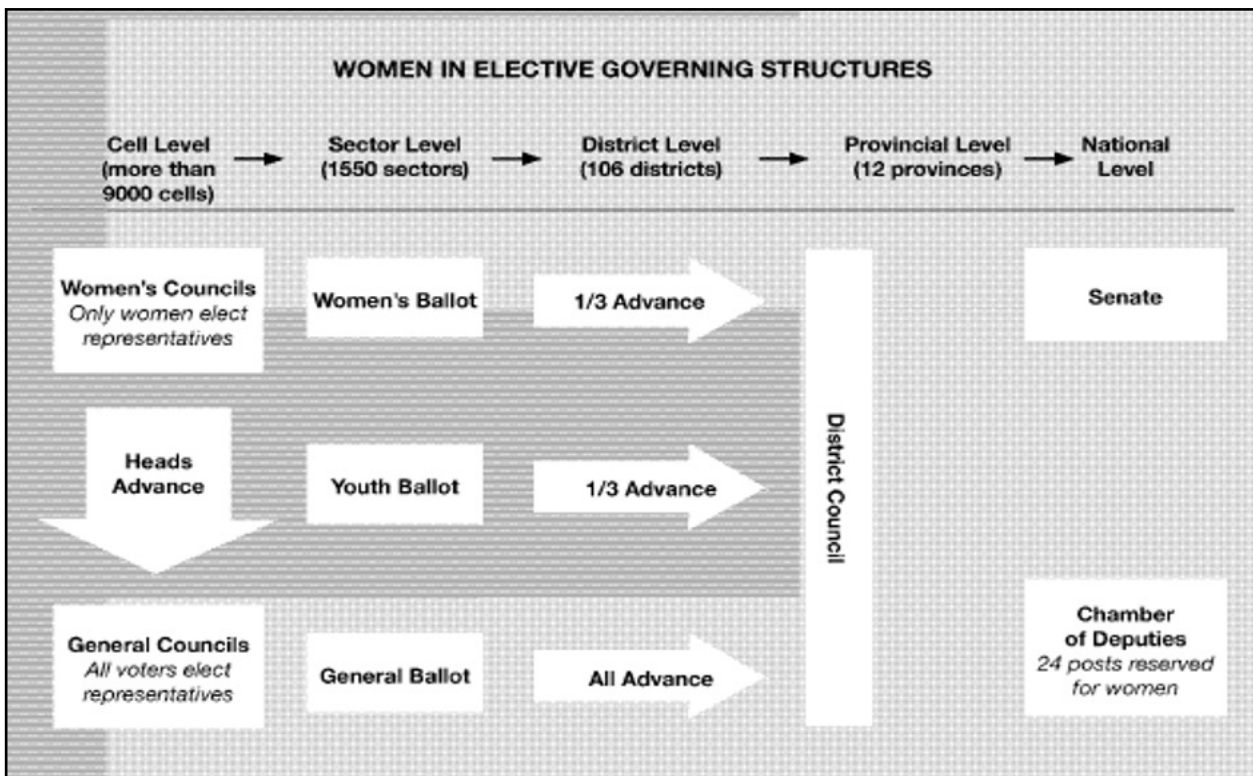 WOMEN IN ELECTIVE GOVERNING STRUCTURES
Cell Level
(more than
9000 cells)
Sector Level
(1550 sectors)
District Level
(106 districts)
Provincial Level
(12 provinces)
National
Level
Women's Councils
Only women elect
representatives
Women's Ballot
1/3 Advance
Senate
Heads
Advance
Youth Ballot
1/3 Advance
District Council
General Councils
All voters elect
representatives
General Ballot
All Advance
Chamber
of Deputies
24 posts reserved
for women